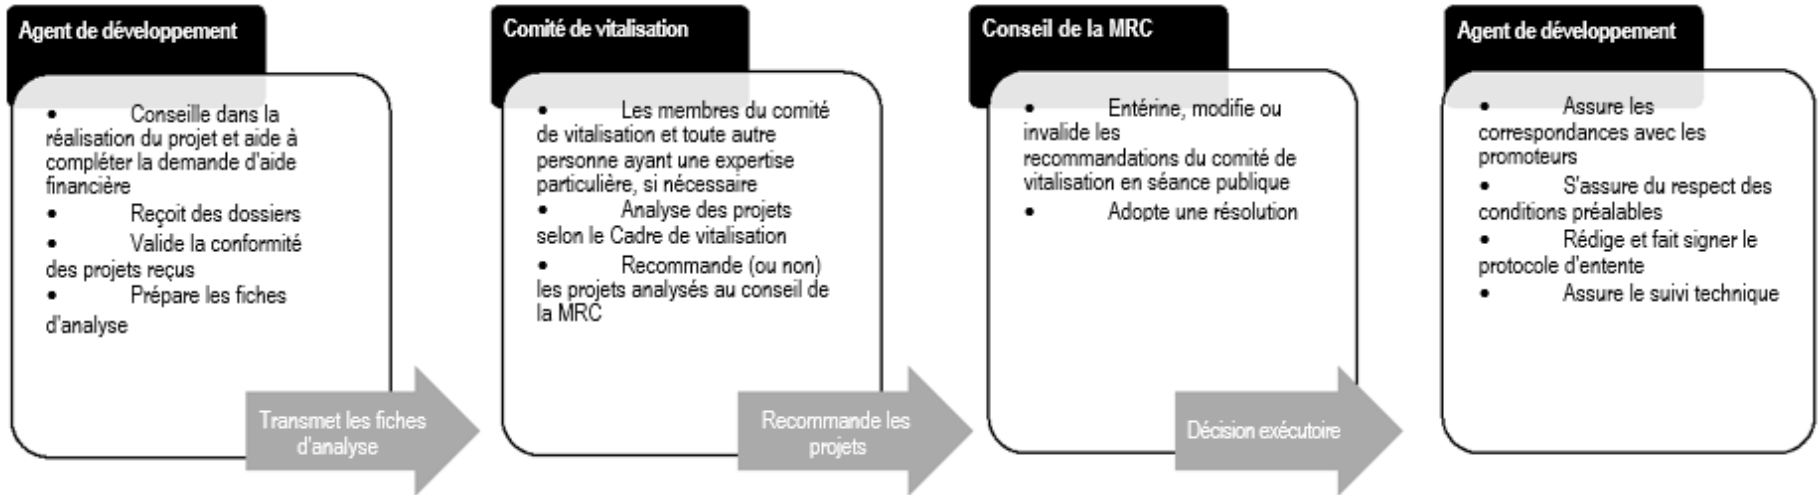 Agent de développement
• Conseille dans la
réalisation du projet et aide à
compléter la demande d'aide
financière
• Reçoit des dossiers
• Valide la conformité
des projets reçus
• Prépare les fiches
d'analyse
Transmet les fiches
d'analyse
Comité de vitalisation
• Les membres du comité
de vitalisation et toute autre
personne ayant une expertise
particulière, si nécessaire
• Analyse des projets
selon le Cadre de vitalisation
• Recommande (ou non)
les projets analysés au conseil de
la MRC
Recommande les
projets
Conseil de la MRC
• Entérine, modifie ou
invalide les
recommandations du comité de
vitalisation en séance publique
• Adopte une résolution
Décision exécutoire
Agent de développement
• Assure les
correspondances avec les
promoteurs
• S'assure du respect des
conditions préalables
• Rédige et fait signer le
protocole d'entente
• Assure le suivi technique